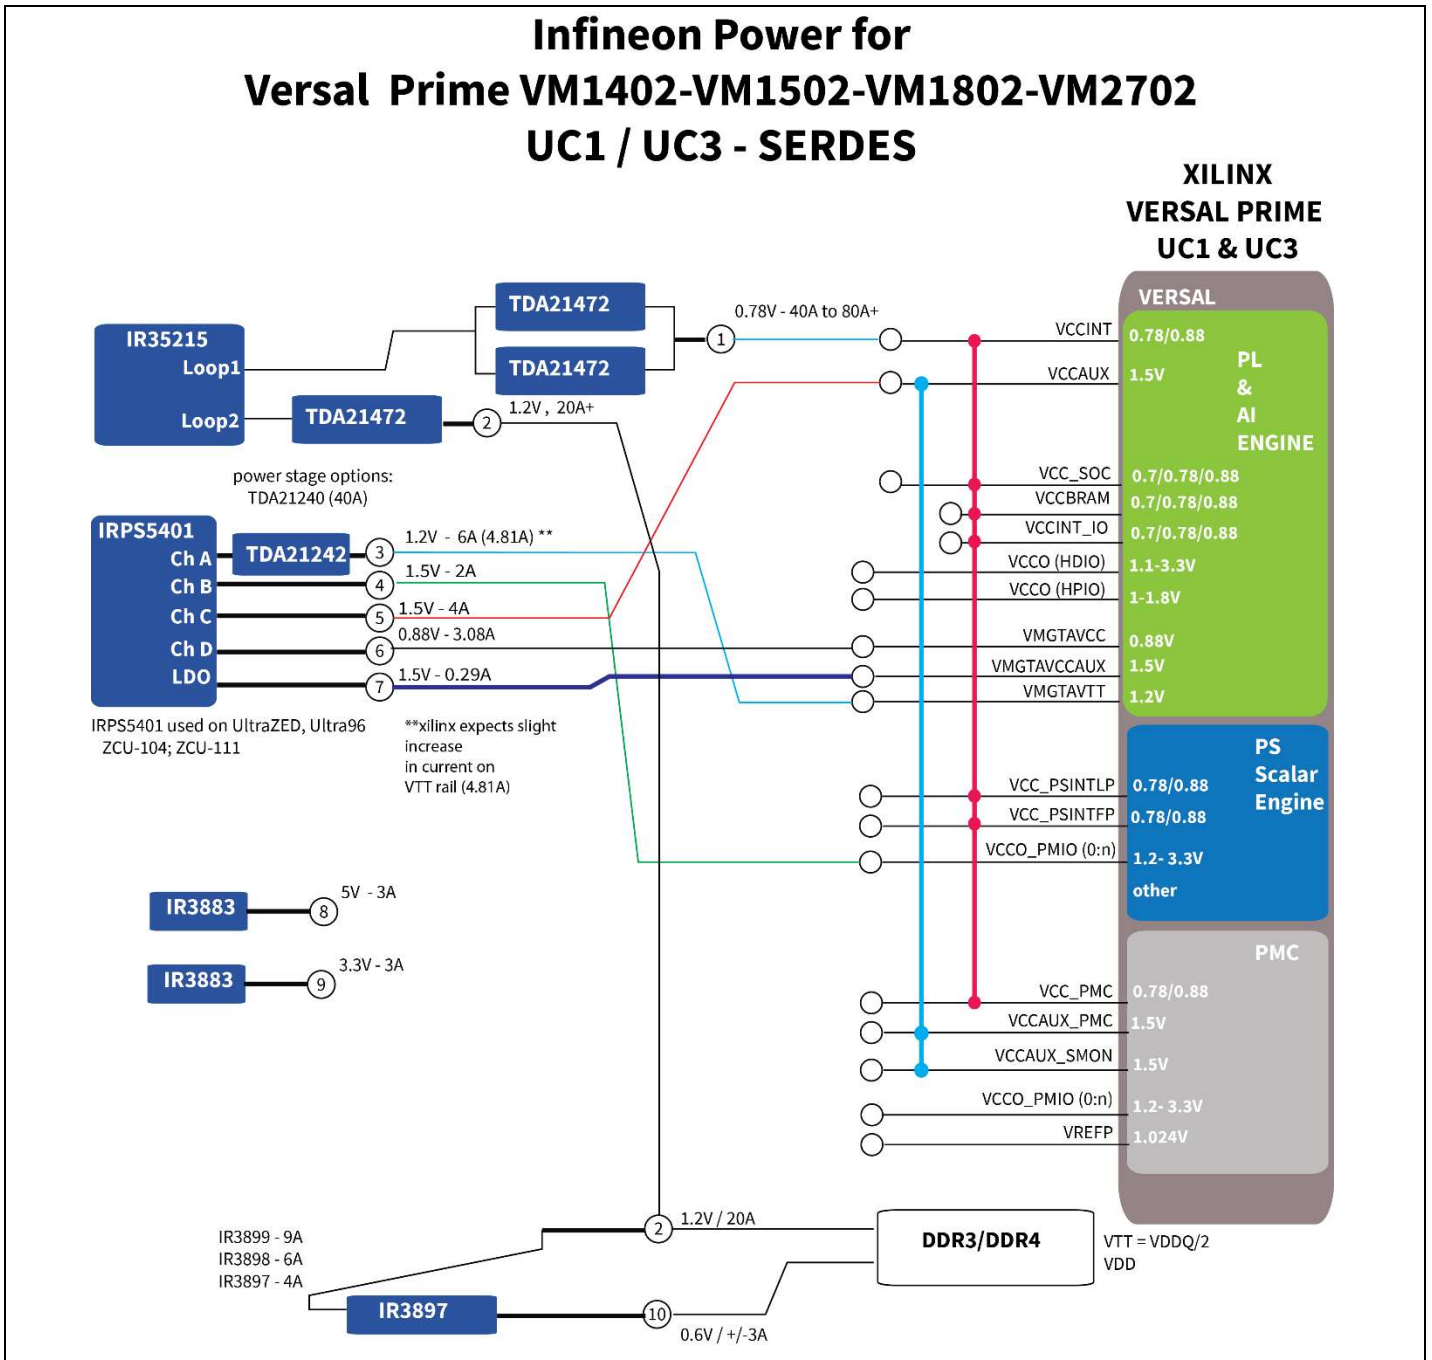 Infineon Power for
Versal Prime VM1402-VM1502-VM1802-VM2702
UC1 / UC3 - SERDES
XILINX
VERSAL PRIME
UC1 & UC3
IR35215
Loop1
Loop2
TDA21472
TDA21472
TDA21472
1
0.78V - 40A to 80A+
2
1.2V , 20A+
power stage options:
TDA21240 (40A)
IRPS5401
Ch A
Ch B
Ch C
Ch D
LDO
TDA21242
3
1.2V - 6A (4.81A) **
4
1.5V - 2A
5
1.5V - 4A
6
0.88V - 3.08A
7
1.5V - 0.29A
IRPS5401 used on UltraZED, Ultra96
ZCU-104; ZCU-111
**xilinx expects slight
increase
in current on
VTT rail (4.81A)
IR3883
8
5V - 3A
IR3883
9
3.3V - 3A
VERSAL
PL
&
AI
ENGINE
VCCINT
0.78/0.88
VCCAUX
1.5V
VCC_SOC
0.7/0.78/0.88
VCCBRAM
0.7/0.78/0.88
VCCINT_IO
0.7/0.78/0.88
VCCO (HDIO)
1.1-3.3V
VCCO (HPIO)
1-1.8V
VMGTAVCC
0.88V
VMGTAVCCAUX
1.5V
VMGTAVTT
1.2V
PS
Scalar
Engine
VCC_PSINTLP
0.78/0.88
VCC_PSINTFP
0.78/0.88
VCCO_PMIO (0:n)
1.2- 3.3V
other
PMC
VCC_PMC
0.78/0.88
VCCAUX_PMC
1.5V
VCCAUX_SMON
1.5V
VCCO_PMIO (0:n)
1.2- 3.3V
VREFP
1.024V
IR3899 - 9A
IR3898 - 6A
IR3897 - 4A
IR3897
2
1.2V / 20A
10
0.6V / +/-3A
DDR3/DDR4
VTT = VDDQ/2
VDD